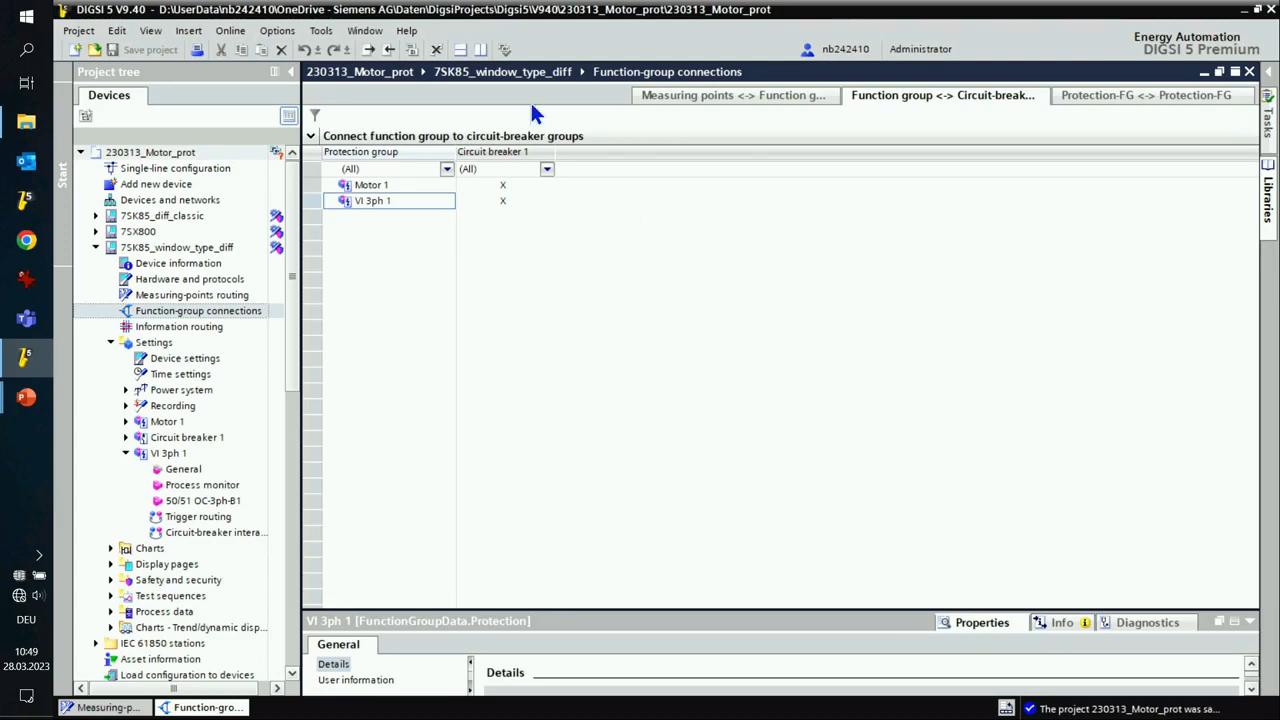 DIGSI 5 V9.40 - D:\UserData\nb242410\OneDrive - Siemens AG\Daten\DigsiProjects\Digsi5\V940\230313_Motor_prot\230313_Motor_prot
Project Edit View Insert Online Options Tools Window Help
Energy Automation
DIGSI 5 Premium
Save project
nb242410 Administrator
Project tree
230313_Motor_prot 7SK85_window_type_diff Function-group connections
Devices
Measuring points <-> Function g... Function group <-> Circuit-break... Protection-FG <-> Protection-FG
Start
Tasks
Libraries
Connect function group to circuit-breaker groups
Protection group Circuit breaker 1
(All) (All)
Motor 1 X
VI 3ph 1 X
230313_Motor_prot
Single-line configuration
Add new device
Devices and networks
7SK85_diff_classic
7SX800
7SK85_window_type_diff
Device information
Hardware and protocols
Measuring-points routing
Function-group connections
Information routing
Settings
Device settings
Time settings
Power system
Recording
Motor 1
Circuit breaker 1
VI 3ph 1
General
Process monitor
50/51 OC-3ph-B1
Trigger routing
Circuit-breaker intera...
Charts
Display pages
Safety and security
Test sequences
Process data
Charts - Trend/dynamic disp...
IEC 61850 stations
Asset information
Load configuration to devices
VI 3ph 1 [FunctionGroupData.Protection]
Properties Info Diagnostics
General
Details
User information
Details
DEU
10:49
28.03.2023
Measuring-p... Function-gro...
The project 230313_Motor_prot was sa...